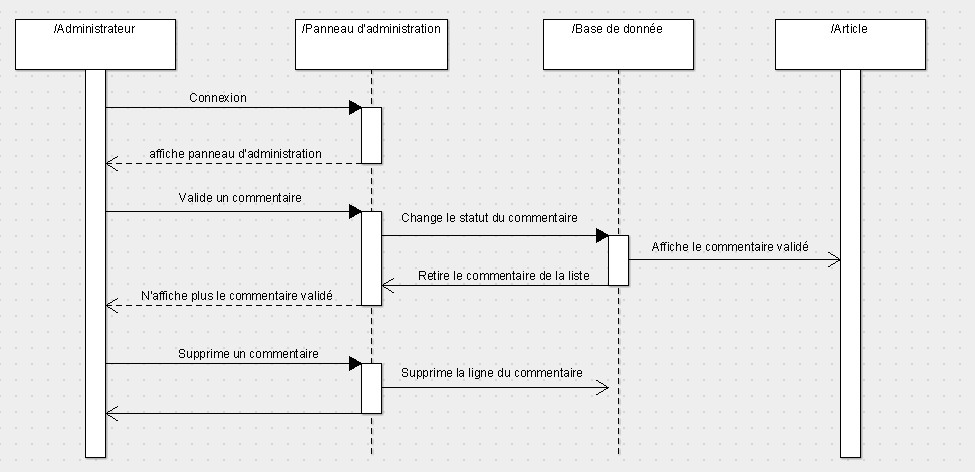 /Administrateur
/Panneau d'administration
/Base de donnée
/Article
Connexion
affiche panneau d'administration
Valide un commentaire
Change le statut du commentaire
Affiche le commentaire validé
Retire le commentaire de la liste
N'affiche plus le commentaire validé
Supprime un commentaire
Supprime la ligne du commentaire